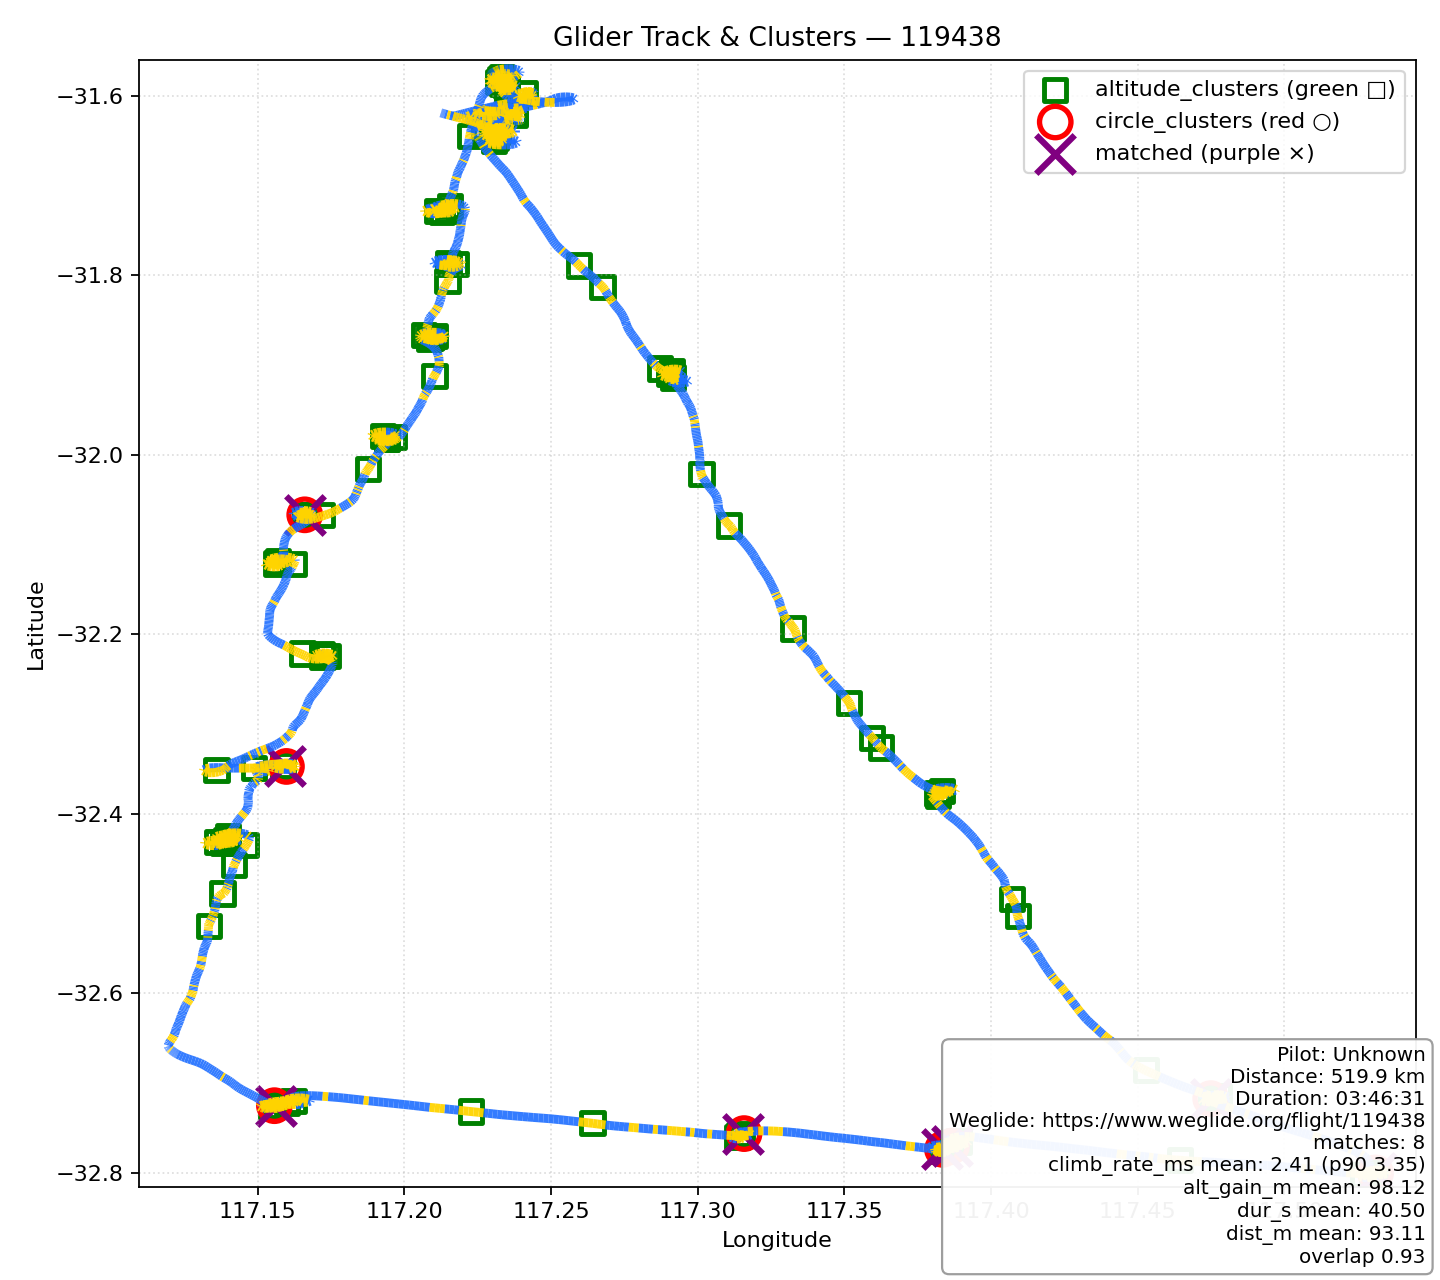 Glider Track & Clusters — 119438
altitude_clusters (green □)
circle_clusters (red ○)
matched (purple ×)
−31.6
−31.8
−32.0
−32.2
−32.4
−32.6
−32.8
Latitude
117.15
117.20
117.25
117.30
117.35
117.40
117.45
Longitude
Pilot: Unknown
Distance: 519.9 km
Duration: 03:46:31
Weglide: https://www.weglide.org/flight/119438
matches: 8
climb_rate_ms mean: 2.41 (p90 3.35)
alt_gain_m mean: 98.12
dur_s mean: 40.50
dist_m mean: 93.11
overlap 0.93